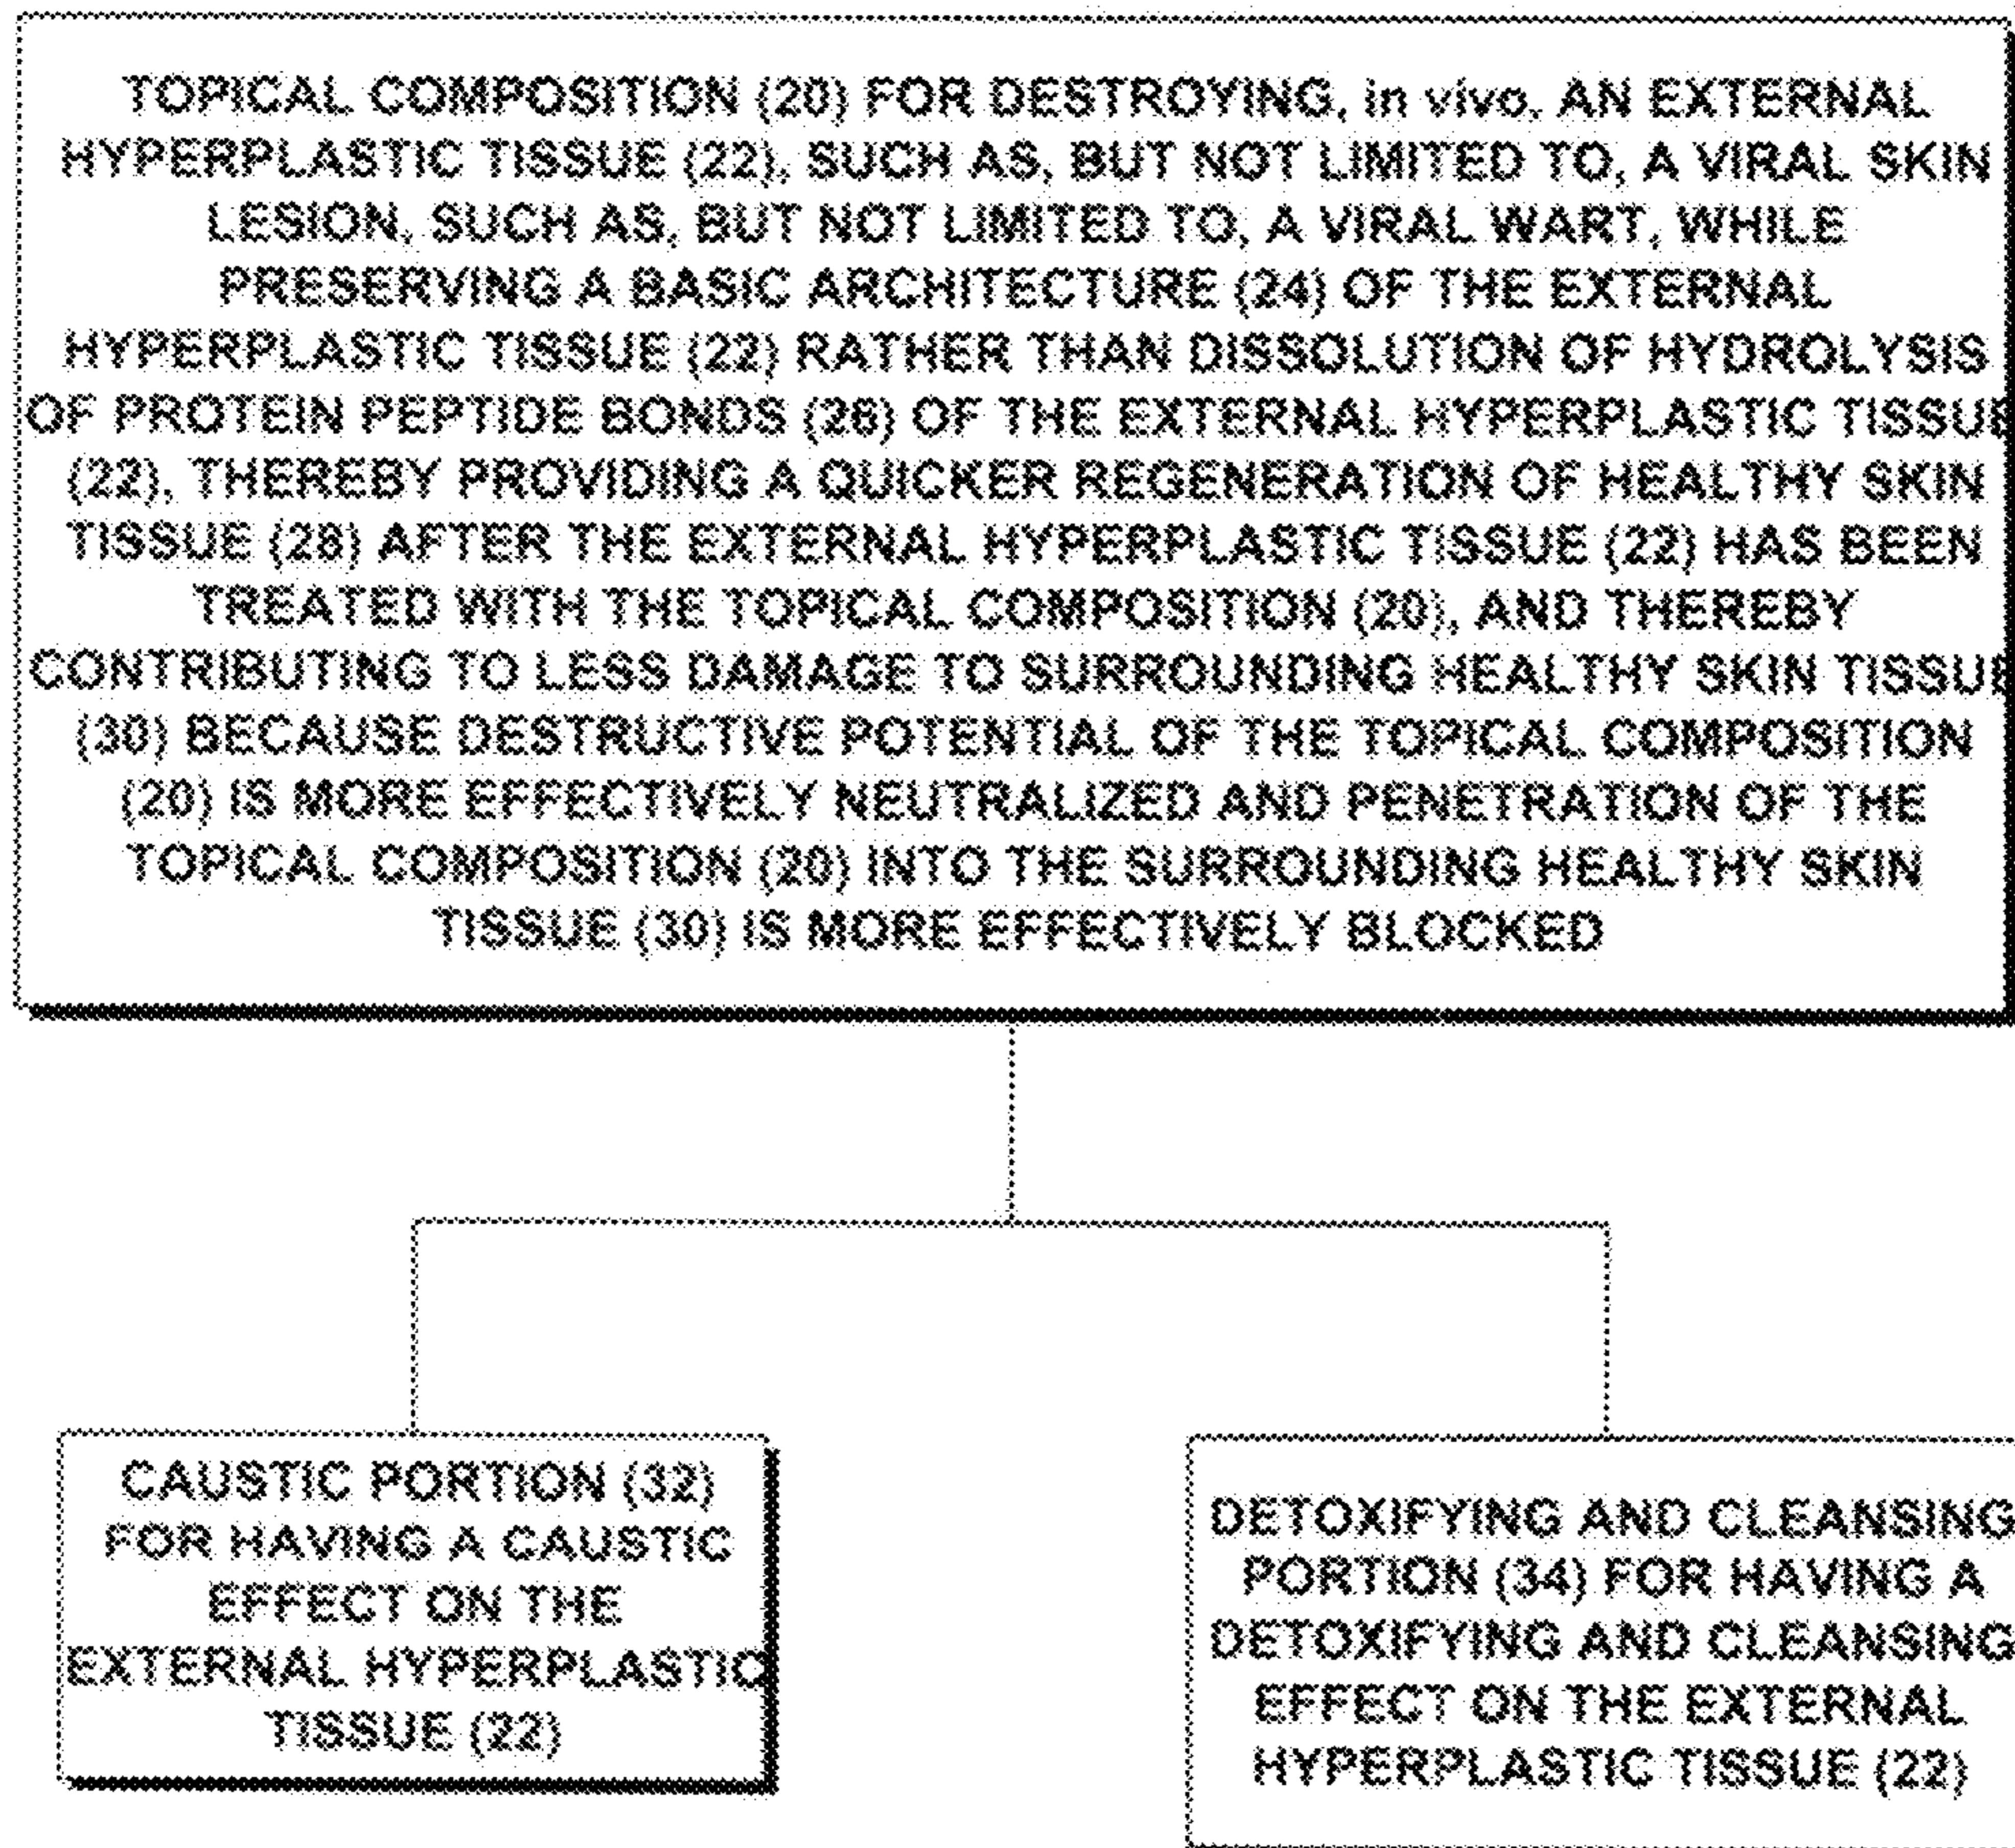 TOPICAL COMPOSITION (20) FOR DESTROYING, in vivo, AN EXTERNAL
HYPERPLASTIC TISSUE (22), SUCH AS, BUT NOT LIMITED TO, A VIRAL SKIN
LESION, SUCH AS, BUT NOT LIMITED TO, A VIRAL WART, WHILE
PRESERVING A BASIC ARCHITECTURE (24) OF THE EXTERNAL
HYPERPLASTIC TISSUE (22) RATHER THAN DISSOLUTION OF HYDROLYSIS
OF PROTEIN PEPTIDE BONDS (26) OF THE EXTERNAL HYPERPLASTIC TISSUE
(22), THEREBY PROVIDING A QUICKER REGENERATION OF HEALTHY SKIN
TISSUE (28) AFTER THE EXTERNAL HYPERPLASTIC TISSUE (22) HAS BEEN
TREATED WITH THE TOPICAL COMPOSITION (20), AND THEREBY
CONTRIBUTING TO LESS DAMAGE TO SURROUNDING HEALTHY SKIN TISSUE
(30) BECAUSE DESTRUCTIVE POTENTIAL OF THE TOPICAL COMPOSITION
(20) IS MORE EFFECTIVELY NEUTRALIZED AND PENETRATION OF THE
TOPICAL COMPOSITION (20) INTO THE SURROUNDING HEALTHY SKIN
TISSUE (30) IS MORE EFFECTIVELY BLOCKED
CAUSTIC PORTION (32)
FOR HAVING A CAUSTIC
EFFECT ON THE
EXTERNAL HYPERPLASTIC
TISSUE (22)
DETOXIFYING AND CLEANSING
PORTION (34) FOR HAVING A
DETOXIFYING AND CLEANSING
EFFECT ON THE EXTERNAL
HYPERPLASTIC TISSUE (22)